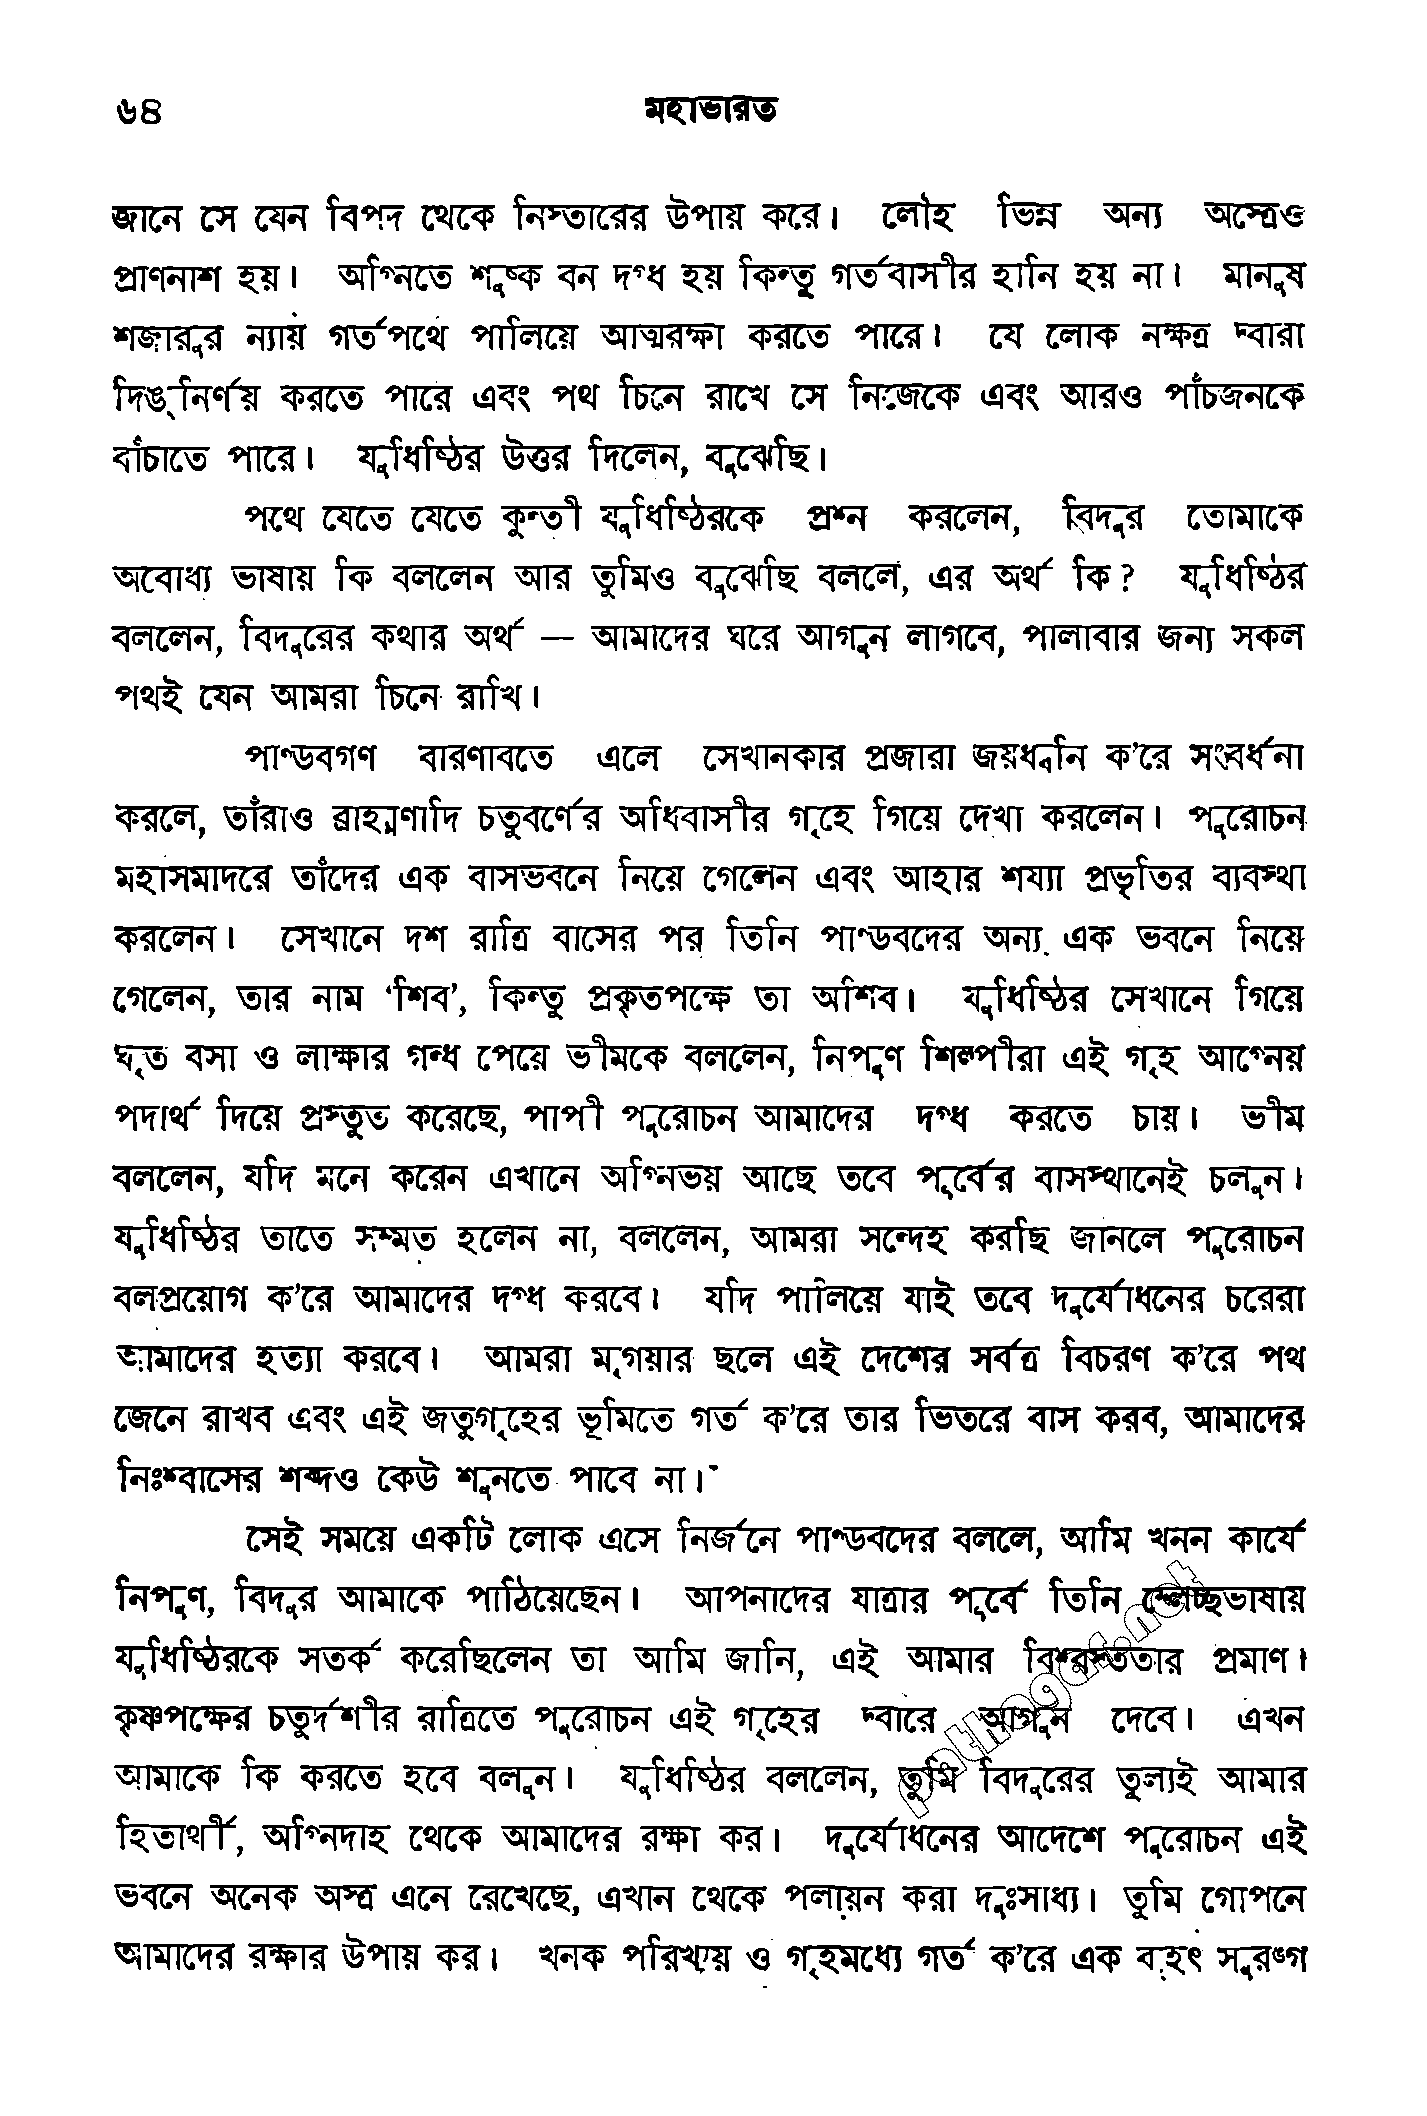 ৬৪
মহাভারত
জানে সে যেন বিপদ থেকে নিস্তারের উপায় করে। লৌহ ভিন্ন অন্য অস্ত্রেও
প্রাণনাশ হয়। অগ্নিতে শুষ্ক বন দগ্ধ হয় কিন্তু গর্তবাসীর হানি হয় না। মানুষ
শজারুর ন্যায় গর্তপথে পালিয়ে আত্মরক্ষা করতে পারে। যে লোক নক্ষত্র দ্বারা
দিঙ্‌নির্ণয় করতে পারে এবং পথ চিনে রাখে সে নিজেকে এবং আরও পাঁচজনকে
বাঁচাতে পারে। যুধিষ্ঠির উত্তর দিলেন, বুঝেছি।
পথে যেতে যেতে কুন্তী যুধিষ্ঠিরকে প্রশ্ন করলেন, বিদুর তোমাকে
অবোধ্য ভাষায় কি বললেন আর তুমিও বুঝেছি বললে, এর অর্থ কি? যুধিষ্ঠির
বললেন, বিদুরের কথার অর্থ — আমাদের ঘরে আগুন লাগবে, পালাবার জন্য সকল
পথই যেন আমরা চিনে রাখি।
পাণ্ডবগণ বারণাবতে এলে সেখানকার প্রজারা জয়ধ্বনি ক'রে সংবর্ধনা
করলে, তাঁরাও ব্রাহ্মণাদি চতুবর্ণের অধিবাসীর গৃহে গিয়ে দেখা করলেন। পুরোচন
মহাসমাদরে তাঁদের এক বাসভবনে নিয়ে গেলেন এবং আহার শয্যা প্রভৃতির ব্যবস্থা
করলেন। সেখানে দশ রাত্রি বাসের পর তিনি পাণ্ডবদের অন্য এক ভবনে নিয়ে
গেলেন, তার নাম ‘শিব’, কিন্তু প্রকৃতপক্ষে তা অশিব। যুধিষ্ঠির সেখানে গিয়ে
ঘৃত বসা ও লাক্ষার গন্ধ পেয়ে ভীমকে বললেন, নিপুণ শিল্পীরা এই গৃহ আগ্নেয়
পদার্থ দিয়ে প্রস্তুত করেছে, পাপী পুরোচন আমাদের দগ্ধ করতে চায়। ভীম
বললেন, যদি মনে করেন এখানে অগ্নিভয় আছে তবে পূর্বের বাসস্থানেই চলুন।
যুধিষ্ঠির তাতে সম্মত হলেন না, বললেন, আমরা সন্দেহ করছি জানলে পুরোচন
বলপ্রয়োগ ক'রে আমাদের দগ্ধ করবে। যদি পালিয়ে যাই তবে দুর্যোধনের চরেরা
আমাদের হত্যা করবে। আমরা মৃগয়ার ছলে এই দেশের সর্বত্র বিচরণ ক'রে পথ
জেনে রাখব এবং এই জতুগৃহের ভূমিতে গর্ত ক'রে তার ভিতরে বাস করব, আমাদের
নিঃশ্বাসের শব্দও কেউ শুনতে পাবে না।
সেই সময়ে একটি লোক এসে নির্জনে পাণ্ডবদের বললে, আমি খনন কার্যে
নিপুণ, বিদুর আমাকে পাঠিয়েছেন। আপনাদের যাত্রার পূর্বে তিনি ম্লেচ্ছভাষায়
যুধিষ্ঠিরকে সতর্ক করেছিলেন তা আমি জানি, এই আমার বিশ্বস্ততার প্রমাণ।
কৃষ্ণপক্ষের চতুর্দশীর রাত্রিতে পুরোচন এই গৃহের দ্বারে আগুন দেবে। এখন
আমাকে কি করতে হবে বলুন। যুধিষ্ঠির বললেন, তুমি বিদুরের তুল্যই আমার
হিতার্থী, অগ্নিদাহ থেকে আমাদের রক্ষা কর। দুর্যোধনের আদেশে পুরোচন এই
ভবনে অনেক অস্ত্র এনে রেখেছে, এখান থেকে পলায়ন করা দুঃসাধ্য। তুমি গোপনে
আমাদের রক্ষার উপায় কর। খনক পরিখায় ও গৃহমধ্যে গর্ত ক'রে এক বৃহৎ সুরঙ্গ
pathagar.net